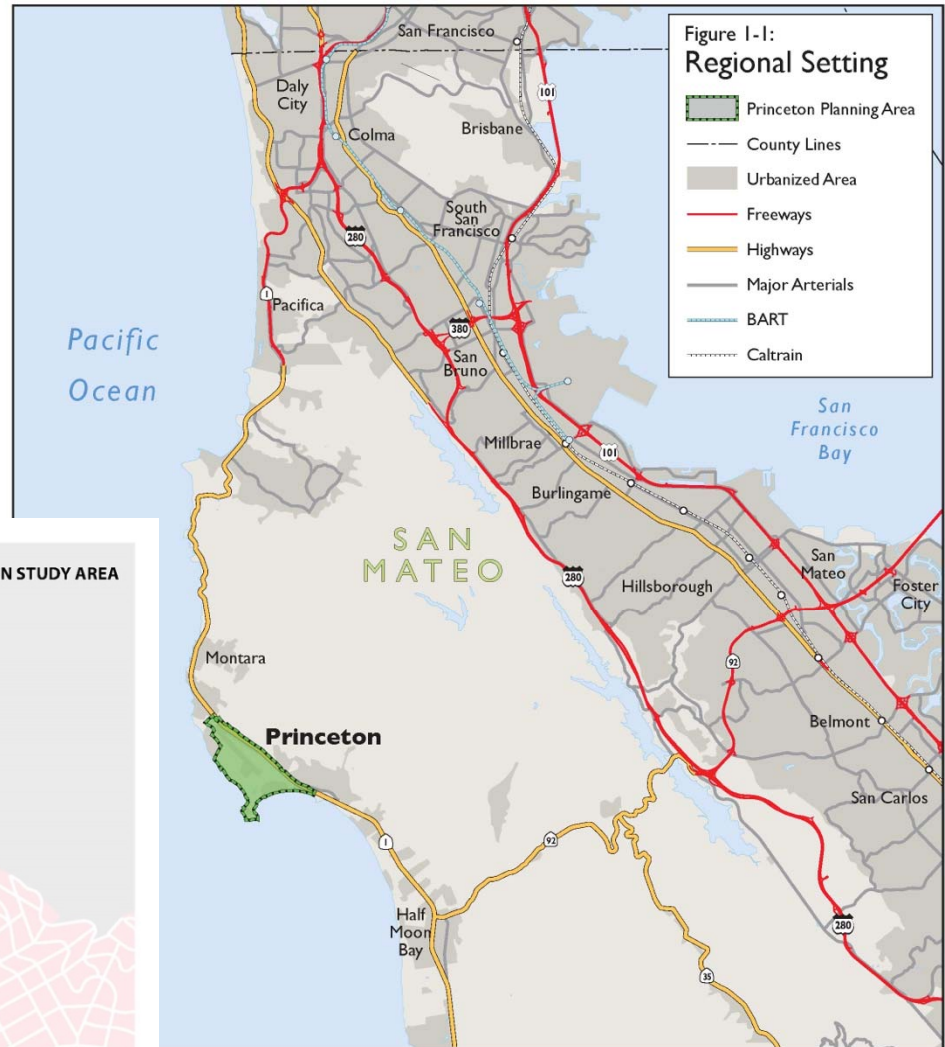 Figure 1-1:
Regional Setting
Princeton Planning Area
County Lines
Urbanized Area
Freeways
Highways
Major Arterials
BART
Caltrain
San Francisco
Daly
City
101
Brisbane
Colma
South
San
Francisco
280
1
Pacifica
380
San
Bruno
Pacific
Ocean
San
Francisco
Bay
Millbrae
101
Burlingame
SAN
MATEO
280
Hillsborough
San
Mateo
Foster
City
N STUDY AREA
Montara
92
Belmont
Princeton
San Carlos
1
92
Half
Moon
Bay
280
35